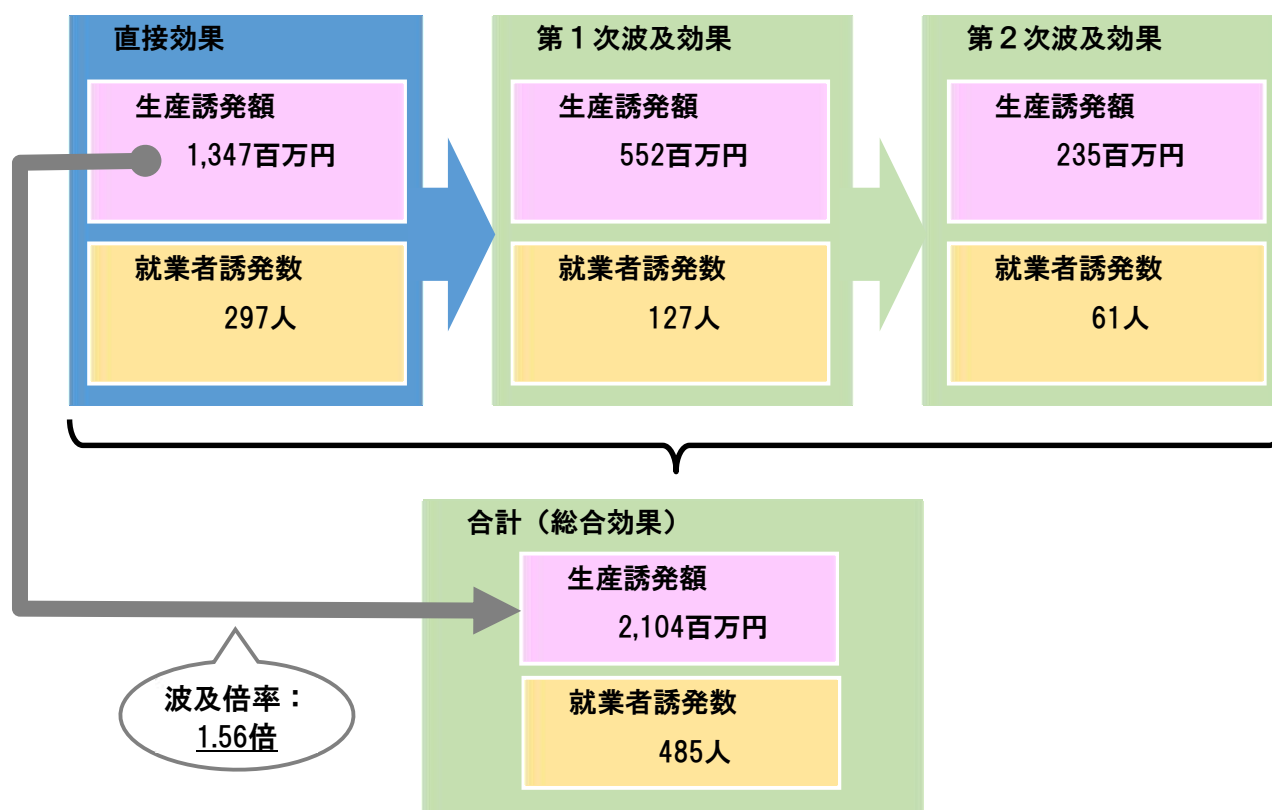 直接効果
生産誘発額
1,347百万円
就業者誘発数
297人
第１次波及効果
生産誘発額
552百万円
就業者誘発数
127人
第２次波及効果
生産誘発額
235百万円
就業者誘発数
61人
合計（総合効果）
生産誘発額
2,104百万円
就業者誘発数
485人
波及倍率：
1.56倍